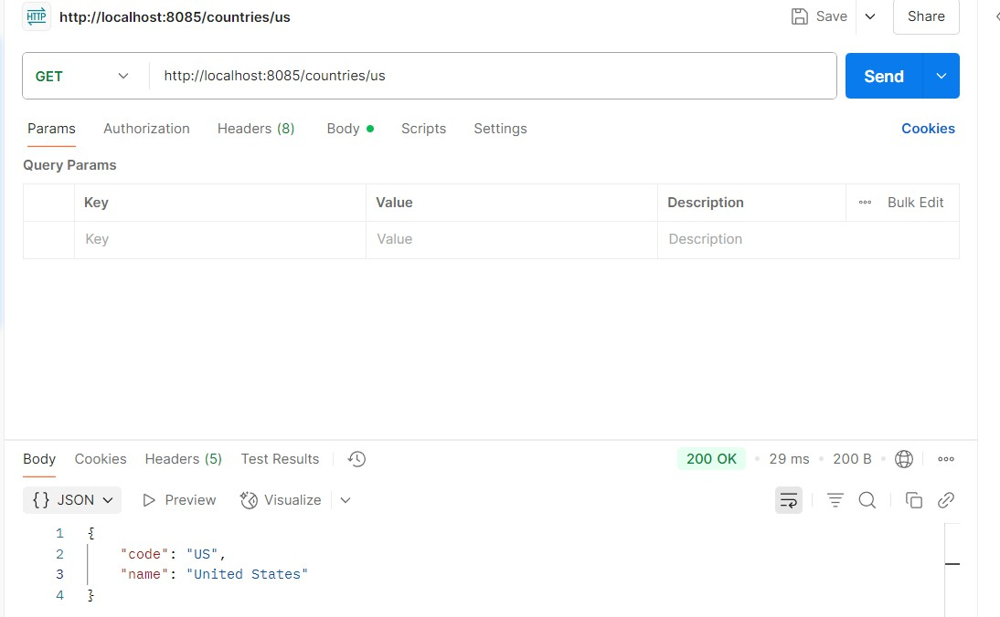 HTTP http://localhost:8085/countries/us Save Share
GET http://localhost:8085/countries/us Send
Params Authorization Headers (8) Body Scripts Settings Cookies
Query Params
Key Value Description Bulk Edit
Key Value Description
Body Cookies Headers (5) Test Results 200 OK 29 ms 200 B
{} JSON Preview Visualize
1 {
2 "code": "US",
3 "name": "United States"
4 }